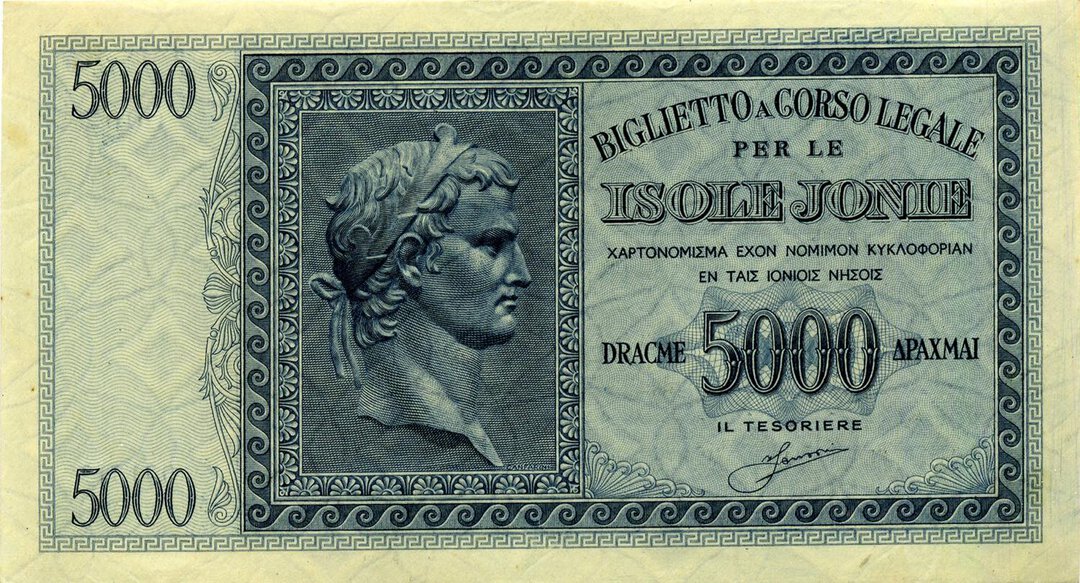 5000
BIGLIETTO A CORSO LEGALE
PER LE
ISOLE JONIE
ΧΑΡΤΟΝΟΜΙΣΜΑ ΕΧΟΝ ΝΟΜΙΜΟΝ ΚΥΚΛΟΦΟΡΙΑΝ
ΕΝ ΤΑΙΣ ΙΟΝΙΟΙΣ ΝΗΣΟΙΣ
DRACME 5000 ΔΡΑΧΜΑΙ
IL TESORIERE
5000